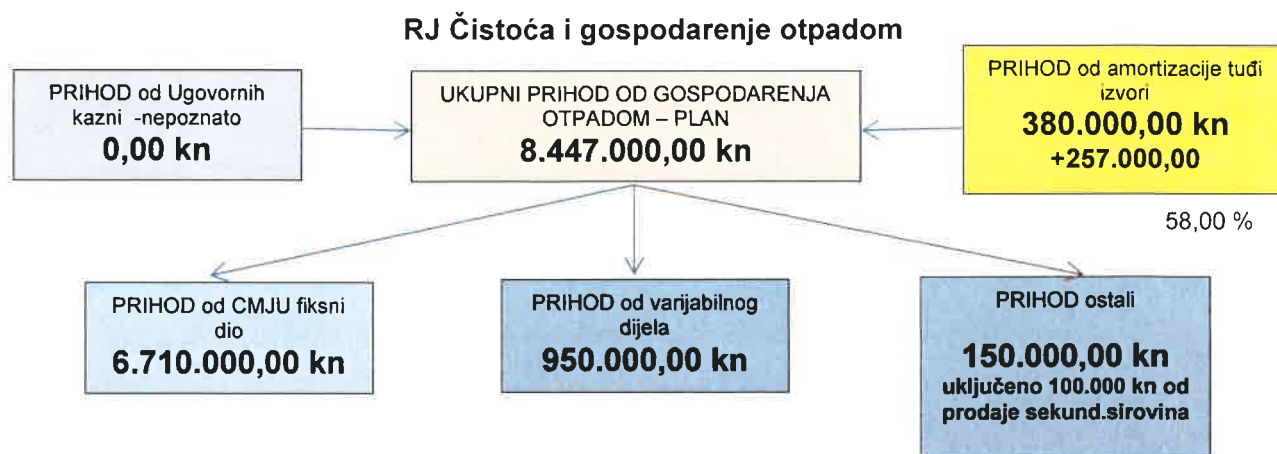 RJ Čistoća i gospodarenje otpadom
PRIHOD od Ugovornih
kazni -nepoznato
0,00 kn
UKUPNI PRIHOD OD GOSPODARENJA
OTPADOM – PLAN
8.447.000,00 kn
PRIHOD od amortizacije tuđi
izvori
380.000,00 kn
+257.000,00
58,00 %
PRIHOD od CMJU fiksni
dio
6.710.000,00 kn
PRIHOD od varijabilnog
dijela
950.000,00 kn
PRIHOD ostali
150.000,00 kn
uključeno 100.000 kn od
prodaje sekund.sirovina